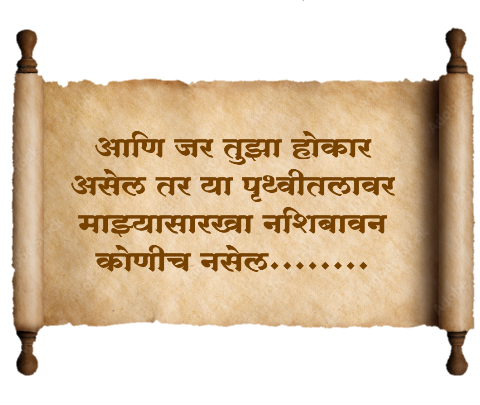 आणि जर तुझा होकार
असेल तर या पृथ्वीतलावर
माझ्यासारखा नशिबावन
कोणीच नसेल........